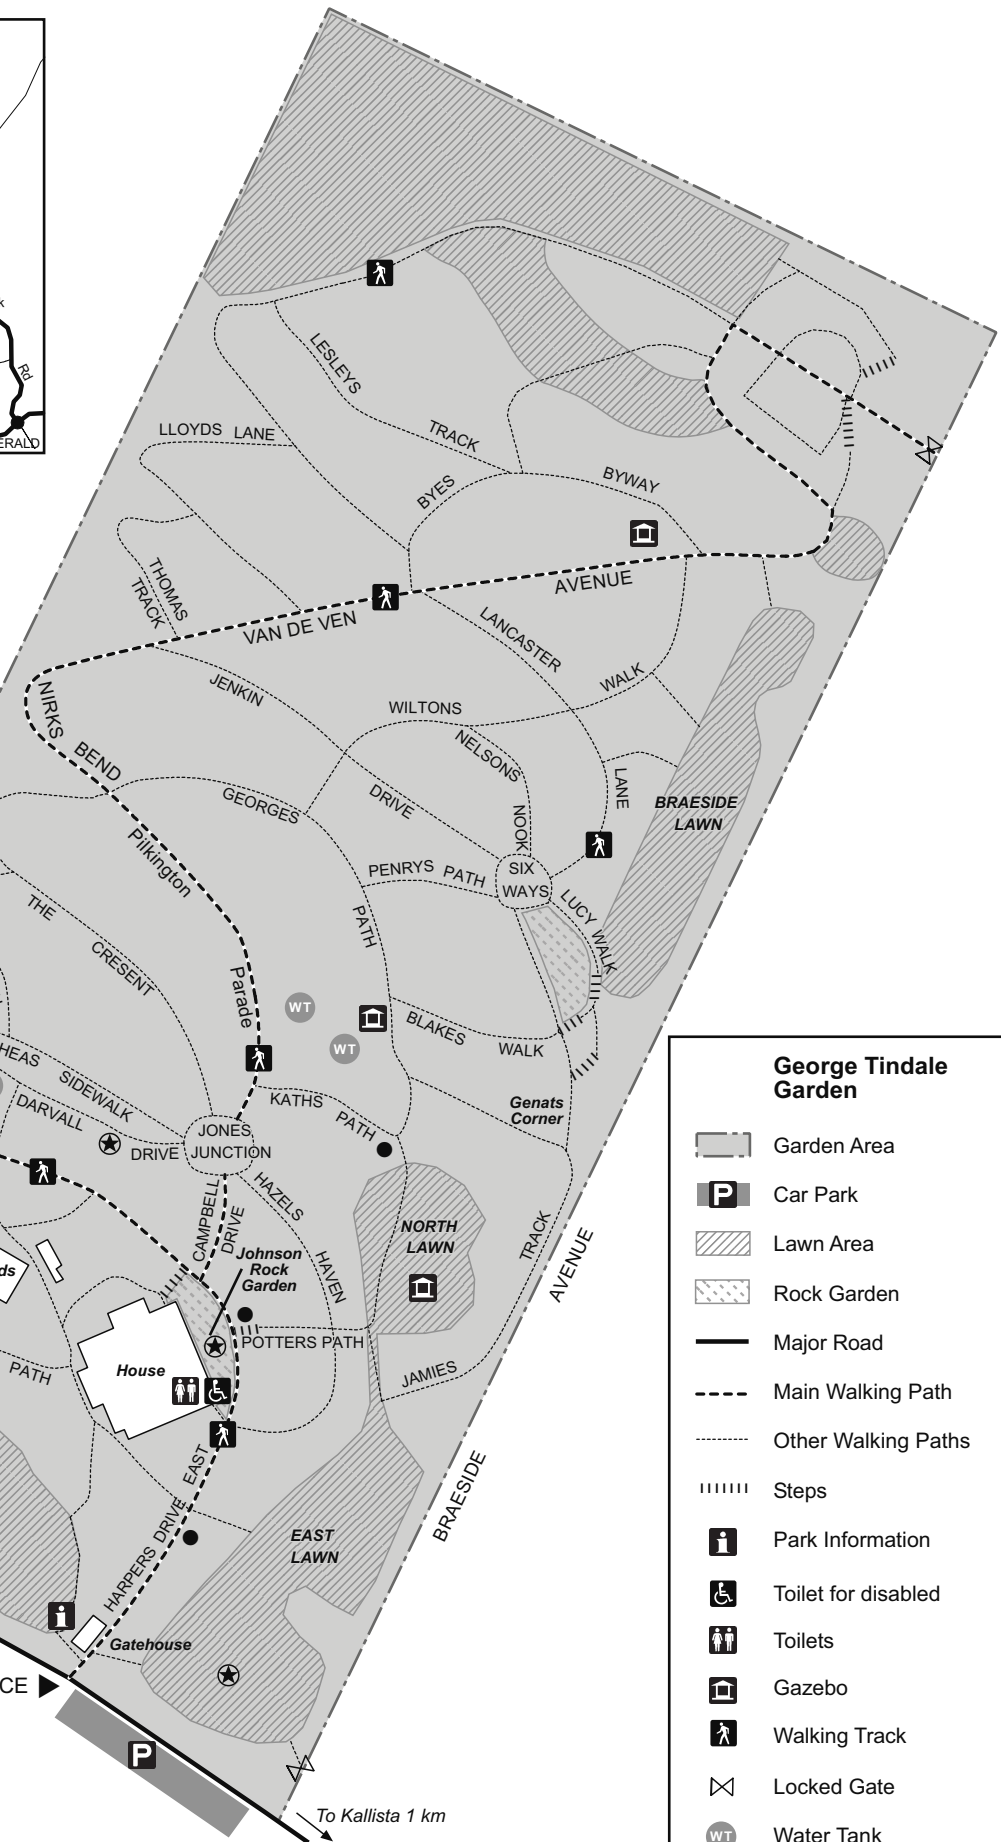 k
Rd
ERALD
LESLEYS
TRACK
LLOYDS LANE
BYES
BYWAY
THOMAS
TRACK
VAN DE VEN
AVENUE
LANCASTER
WALK
LANE
JENKIN
DRIVE
WILTONS
NELSONS
NOOK
NIRKS
BEND
GEORGES
PATH
Pilkington
Parade
BRAESIDE
LAWN
PENRYS PATH
SIX
WAYS
LUCY WALK
THE
CRESENT
WT
WT
BLAKES
WALK
HEAS
SIDEWALK
DARVALL
DRIVE
KATHS
PATH
Genats
Corner
JONES
JUNCTION
CAMPBELL
DRIVE
HAZELS
HAVEN
NORTH
LAWN
TRACK
JAMIES
Johnson
Rock
Garden
POTTERS PATH
ds
PATH
House
BRAESIDE
AVENUE
EAST
LAWN
HARPERS DRIVE EAST
i
Gatehouse
CE
P
To Kallista 1 km
George Tindale
Garden
Garden Area
P Car Park
Lawn Area
Rock Garden
Major Road
Main Walking Path
Other Walking Paths
Steps
i Park Information
Toilet for disabled
Toilets
Gazebo
Walking Track
Locked Gate
WT Water Tank